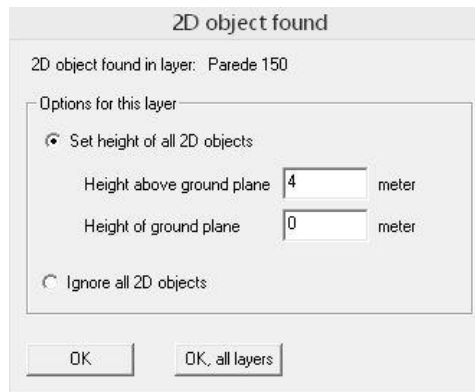 2D object found
2D object found in layer: Parede 150
Options for this layer
Set height of all 2D objects
Height above ground plane 4 meter
Height of ground plane 0 meter
Ignore all 2D objects
OK OK, all layers